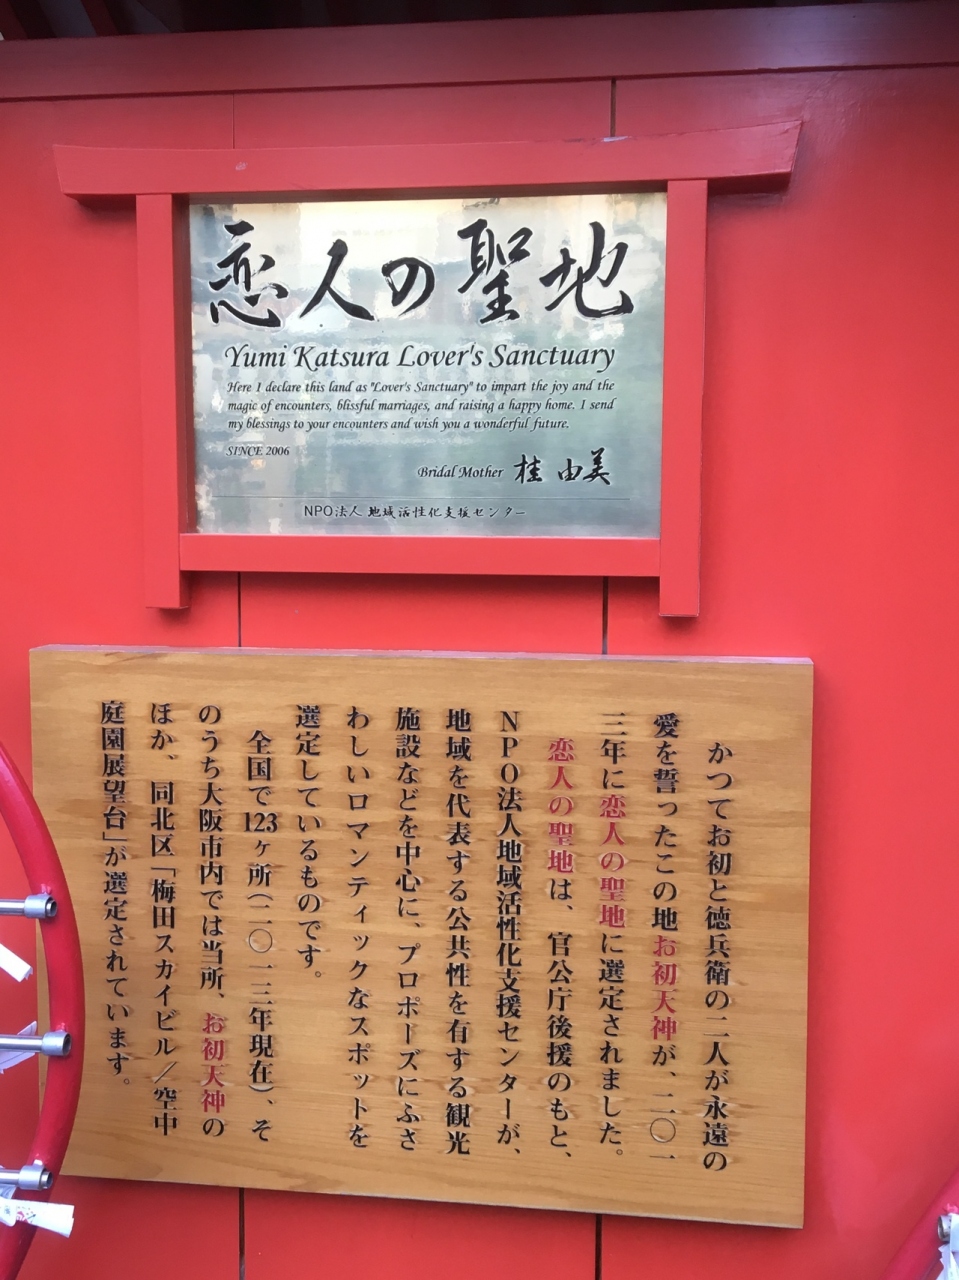 恋人の聖地
Yumi Katsura Lover's Sanctuary
Here I declare this land as "Lover's Sanctuary" to impart the joy and the
magic of encounters, blissful marriages, and raising a happy home. I send
my blessings to your encounters and wish you a wonderful future.
SINCE 2006
Bridal Mother 桂 由美
NPO法人 地域活性化支援センター
かつてお初と徳兵衛の二人が永遠の
愛を誓ったこの地お初天神が、二〇一
三年に恋人の聖地に選定されました。
恋人の聖地は、官公庁後援のもと、
NPO法人地域活性化支援センターが、
地域を代表する公共性を有する観光
施設などを中心に、プロポーズにふさ
わしいロマンティックなスポットを
選定しているものです。
全国で123ヶ所(二〇一三年現在)、そ
のうち大阪市内では当所、お初天神の
ほか、同北区「梅田スカイビル/空中
庭園展望台」が選定されています。